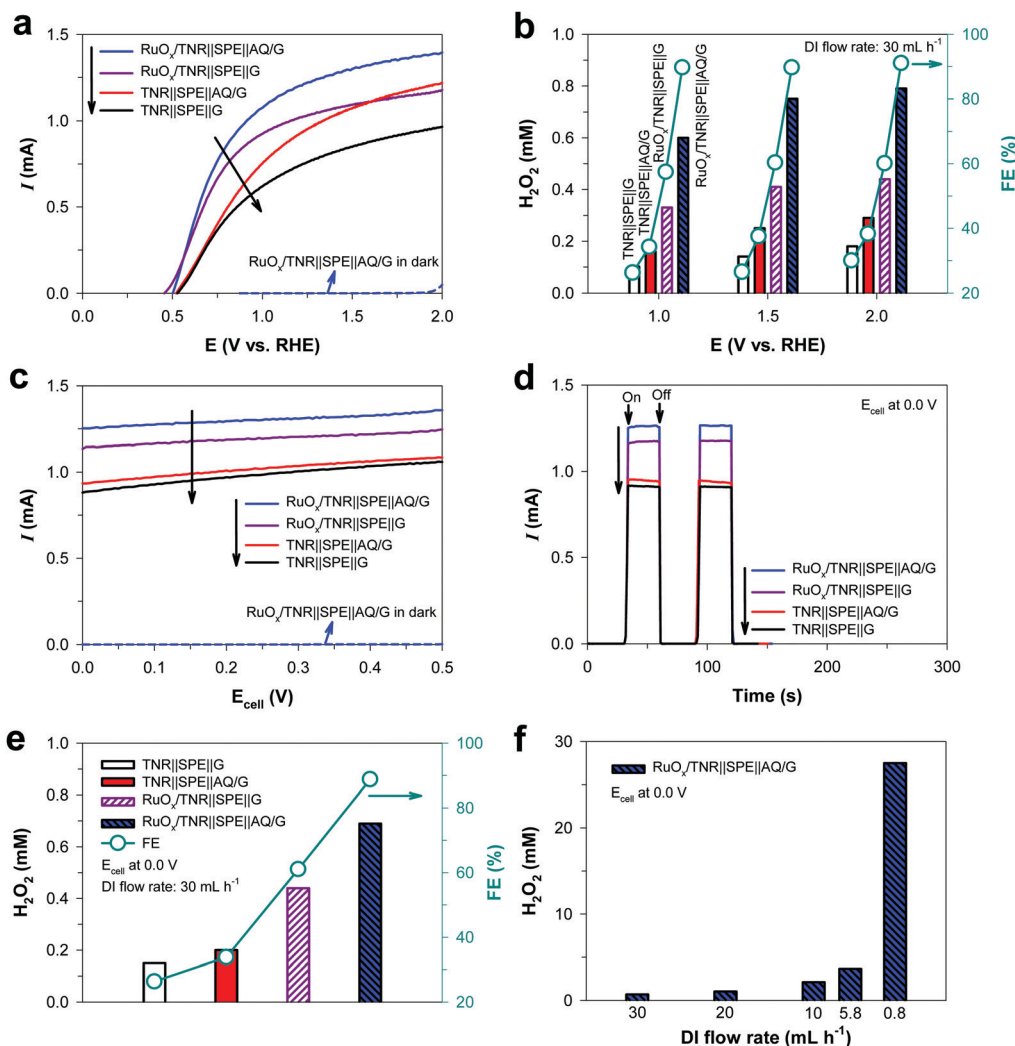 a
I (mA)
1.5
1.0
0.5
0.0
RuOx/TNR||SPE||AQ/G
RuOx/TNR||SPE||G
TNR||SPE||AQ/G
TNR||SPE||G
RuOx/TNR||SPE||AQ/G in dark
0.0 0.5 1.0 1.5 2.0
E (V vs. RHE)
b
H2O2 (mM)
1.0
0.8
0.6
0.4
0.2
0.0
DI flow rate: 30 mL h-1
TNR||SPE||G
TNR||SPE||AQ/G
RuOx/TNR||SPE||G
RuOx/TNR||SPE||AQ/G
100
80
60
40
20
FE (%)
1.0 1.5 2.0
E (V vs. RHE)
c
I (mA)
1.5
1.0
0.5
0.0
RuOx/TNR||SPE||AQ/G
RuOx/TNR||SPE||G
TNR||SPE||AQ/G
TNR||SPE||G
RuOx/TNR||SPE||AQ/G in dark
0.0 0.1 0.2 0.3 0.4 0.5
Ecell (V)
d
I (mA)
1.5
1.0
0.5
0.0
On Off
Ecell at 0.0 V
RuOx/TNR||SPE||AQ/G
RuOx/TNR||SPE||G
TNR||SPE||AQ/G
TNR||SPE||G
0 100 200 300
Time (s)
e
H2O2 (mM)
1.0
0.8
0.6
0.4
0.2
0.0
TNR||SPE||G
TNR||SPE||AQ/G
RuOx/TNR||SPE||G
RuOx/TNR||SPE||AQ/G
FE
Ecell at 0.0 V
DI flow rate: 30 mL h-1
100
80
60
40
20
FE (%)
f
H2O2 (mM)
30
20
10
0
RuOx/TNR||SPE||AQ/G
Ecell at 0.0 V
30 20 10 5.8 0.8
DI flow rate (mL h-1)